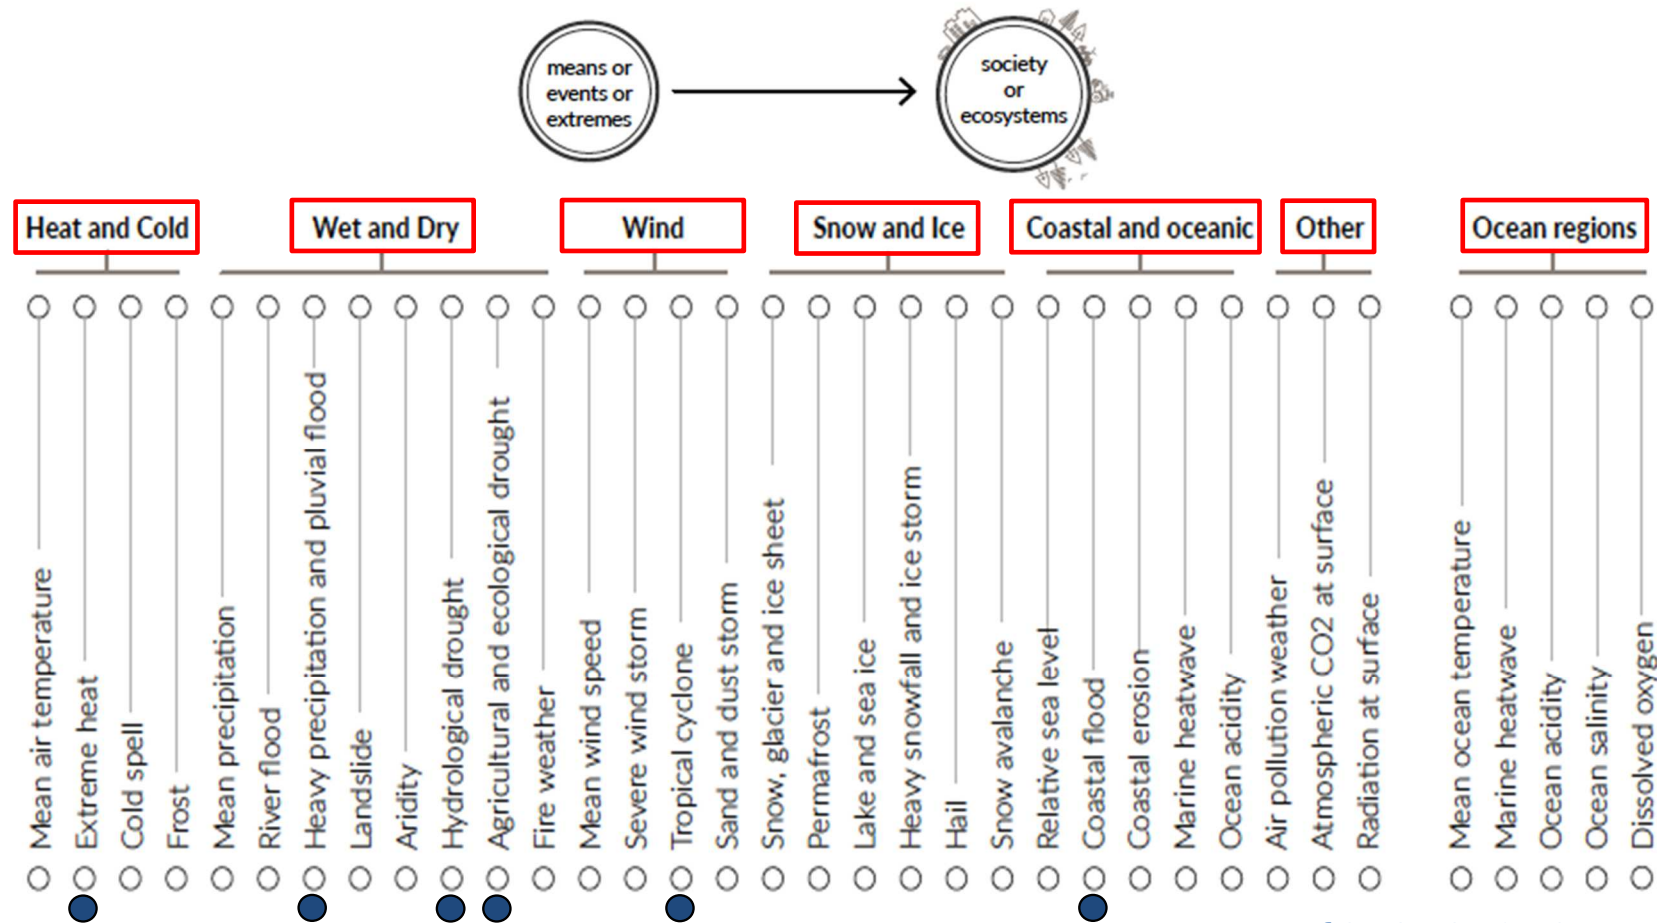 means or
events or
extremes
society
or
ecosystems
Heat and Cold
Wet and Dry
Wind
Snow and Ice
Coastal and oceanic
Other
Ocean regions
Mean air temperature
Extreme heat
Cold spell
Frost
Mean precipitation
River flood
Heavy precipitation and pluvial flood
Landslide
Aridity
Hydrological drought
Agricultural and ecological drought
Fire weather
Mean wind speed
Severe wind storm
Tropical cyclone
Sand and dust storm
Snow, glacier and ice sheet
Permafrost
Lake and sea ice
Heavy snowfall and ice storm
Hail
Snow avalanche
Relative sea level
Coastal flood
Coastal erosion
Marine heatwave
Ocean acidity
Air pollution weather
Atmospheric CO2 at surface
Radiation at surface
Mean ocean temperature
Marine heatwave
Ocean acidity
Ocean salinity
Dissolved oxygen